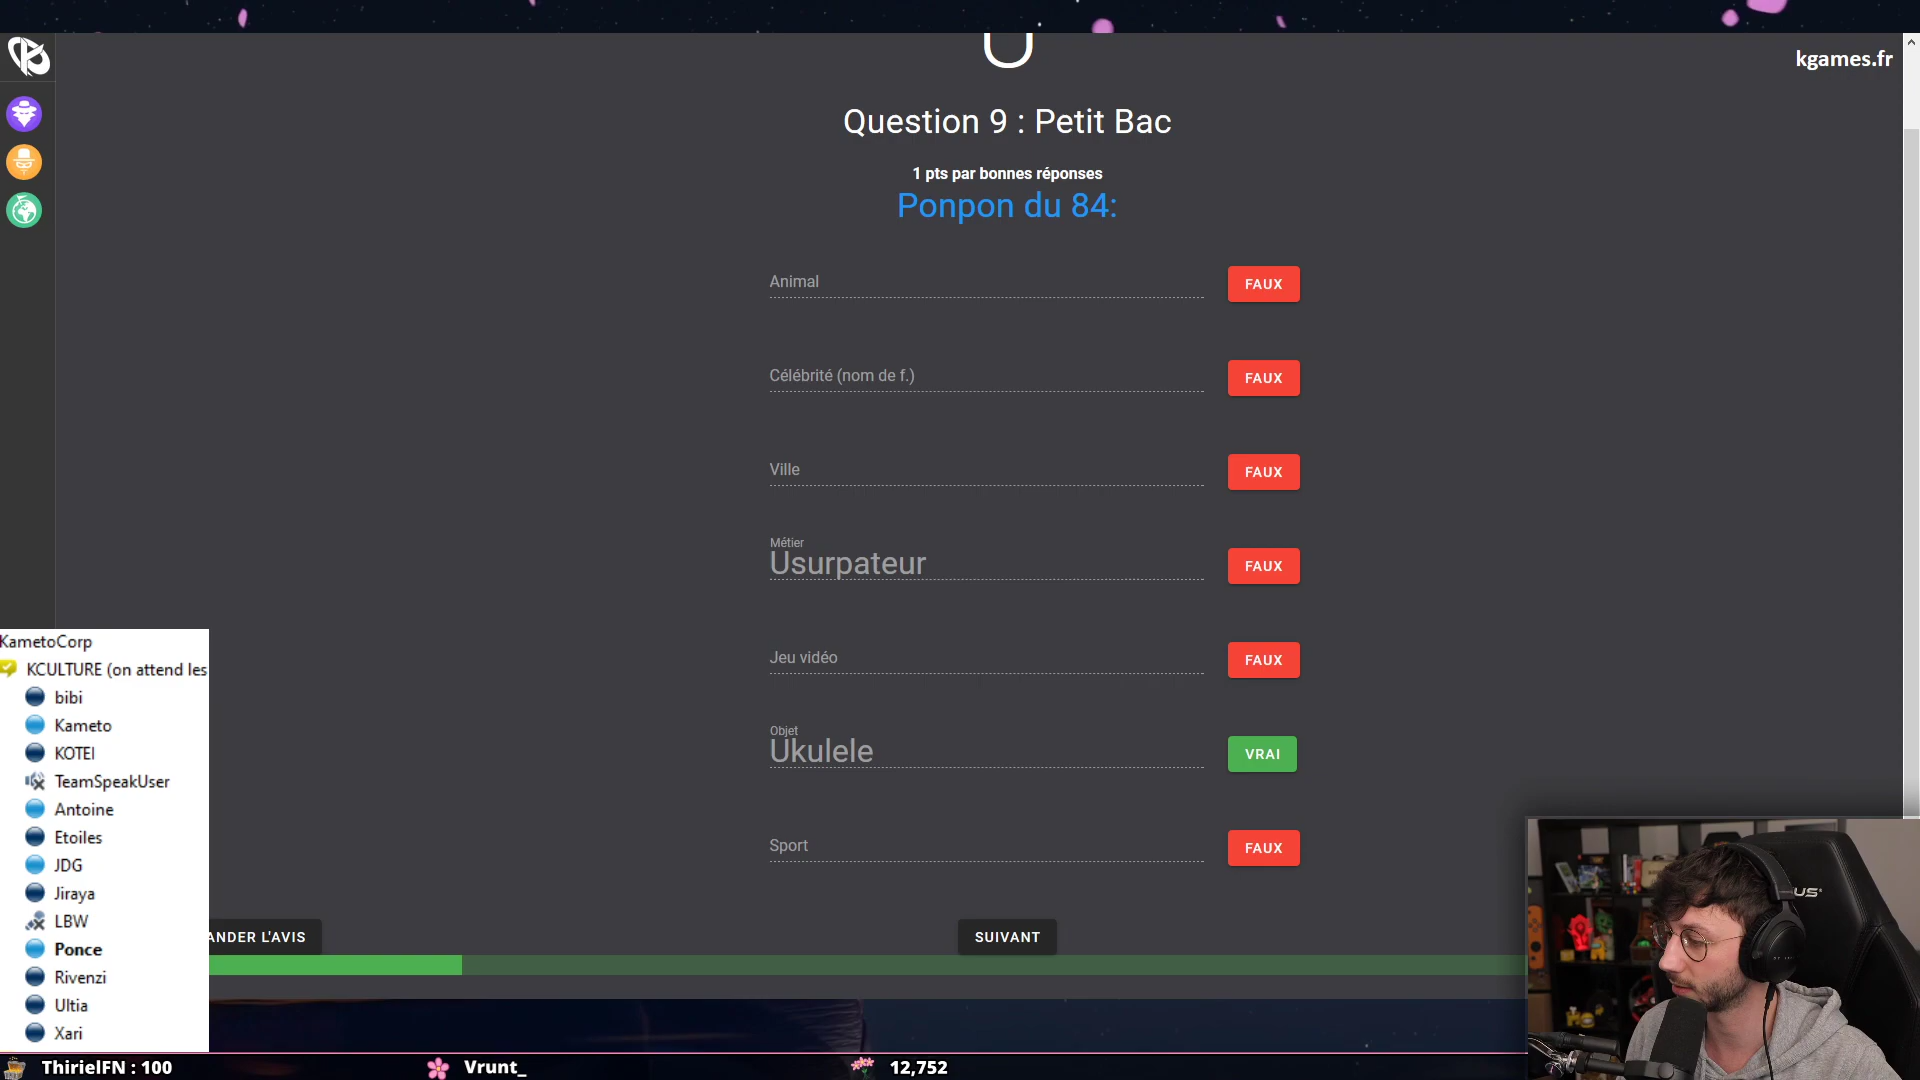 U
kgames.fr
Question 9 : Petit Bac
1 pts par bonnes réponses
Ponpon du 84:
Animal
FAUX
Célébrité (nom de f.)
FAUX
Ville
FAUX
Métier
Usurpateur
FAUX
Jeu vidéo
FAUX
Objet
Ukulele
VRAI
Sport
FAUX
ANDER L'AVIS
SUIVANT
KametoCorp
KCULTURE (on attend les
bibi
Kameto
KOTEI
TeamSpeakUser
Antoine
Etoiles
JDG
Jiraya
LBW
Ponce
Rivenzi
Ultia
Xari
US
ThirielFN : 100
Vrunt_
12,752